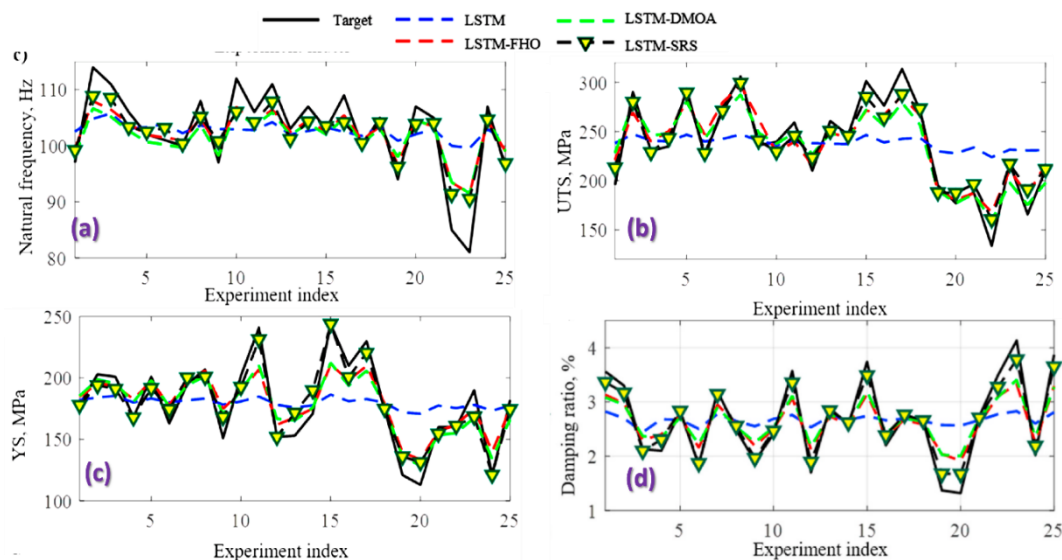 Target LSTM LSTM-DMOA
LSTM-FHO LSTM-SRS
c)
Natural frequency, Hz
110
100
90
80
(a)
5 10 15 20 25
Experiment index
UTS, MPa
300
250
200
150
(b)
5 10 15 20 25
Experiment index
YS, MPa
250
200
150
100
(c)
5 10 15 20 25
Experiment index
Damping ratio, %
4
3
2
1
(d)
5 10 15 20 25
Experiment index